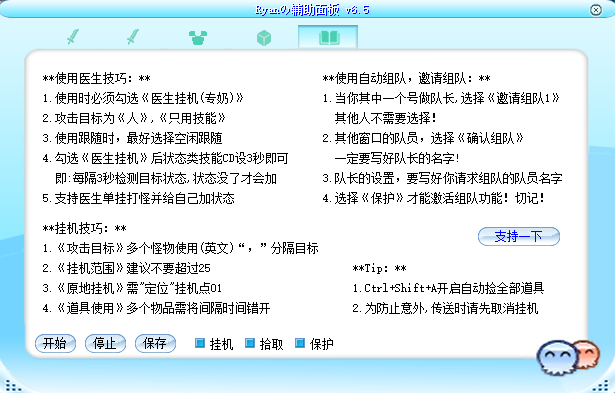 Ryanの辅助面板 v6.5
**使用医生技巧：**
1.使用时必须勾选《医生挂机(专奶)》
2.攻击目标为《人》,《只用技能》
3.使用跟随时，最好选择空闲跟随
4.勾选《医生挂机》后状态类技能CD设3秒即可
即:每隔3秒检测目标状态,状态没了才会加
5.支持医生单挂打怪并给自己加状态
**挂机技巧：**
1.《攻击目标》多个怪物使用(英文)“，”分隔目标
2.《挂机范围》建议不要超过25
3.《原地挂机》需"定位"挂机点01
4.《道具使用》多个物品需将间隔时间错开
**使用自动组队，邀请组队：**
1.当你其中一个号做队长,选择《邀请组队1》
其他人不需要选择!
2.其他窗口的队员，选择《确认组队》
一定要写好队长的名字!
3.队长的设置，要写好你请求组队的队员名字
4.选择《保护》才能激活组队功能! 切记!
支持一下
**Tip：**
1.Ctrl+Shift+A开启自动捡全部道具
2.为防止意外,传送时请先取消挂机
开始 停止 保存 挂机 拾取 保护